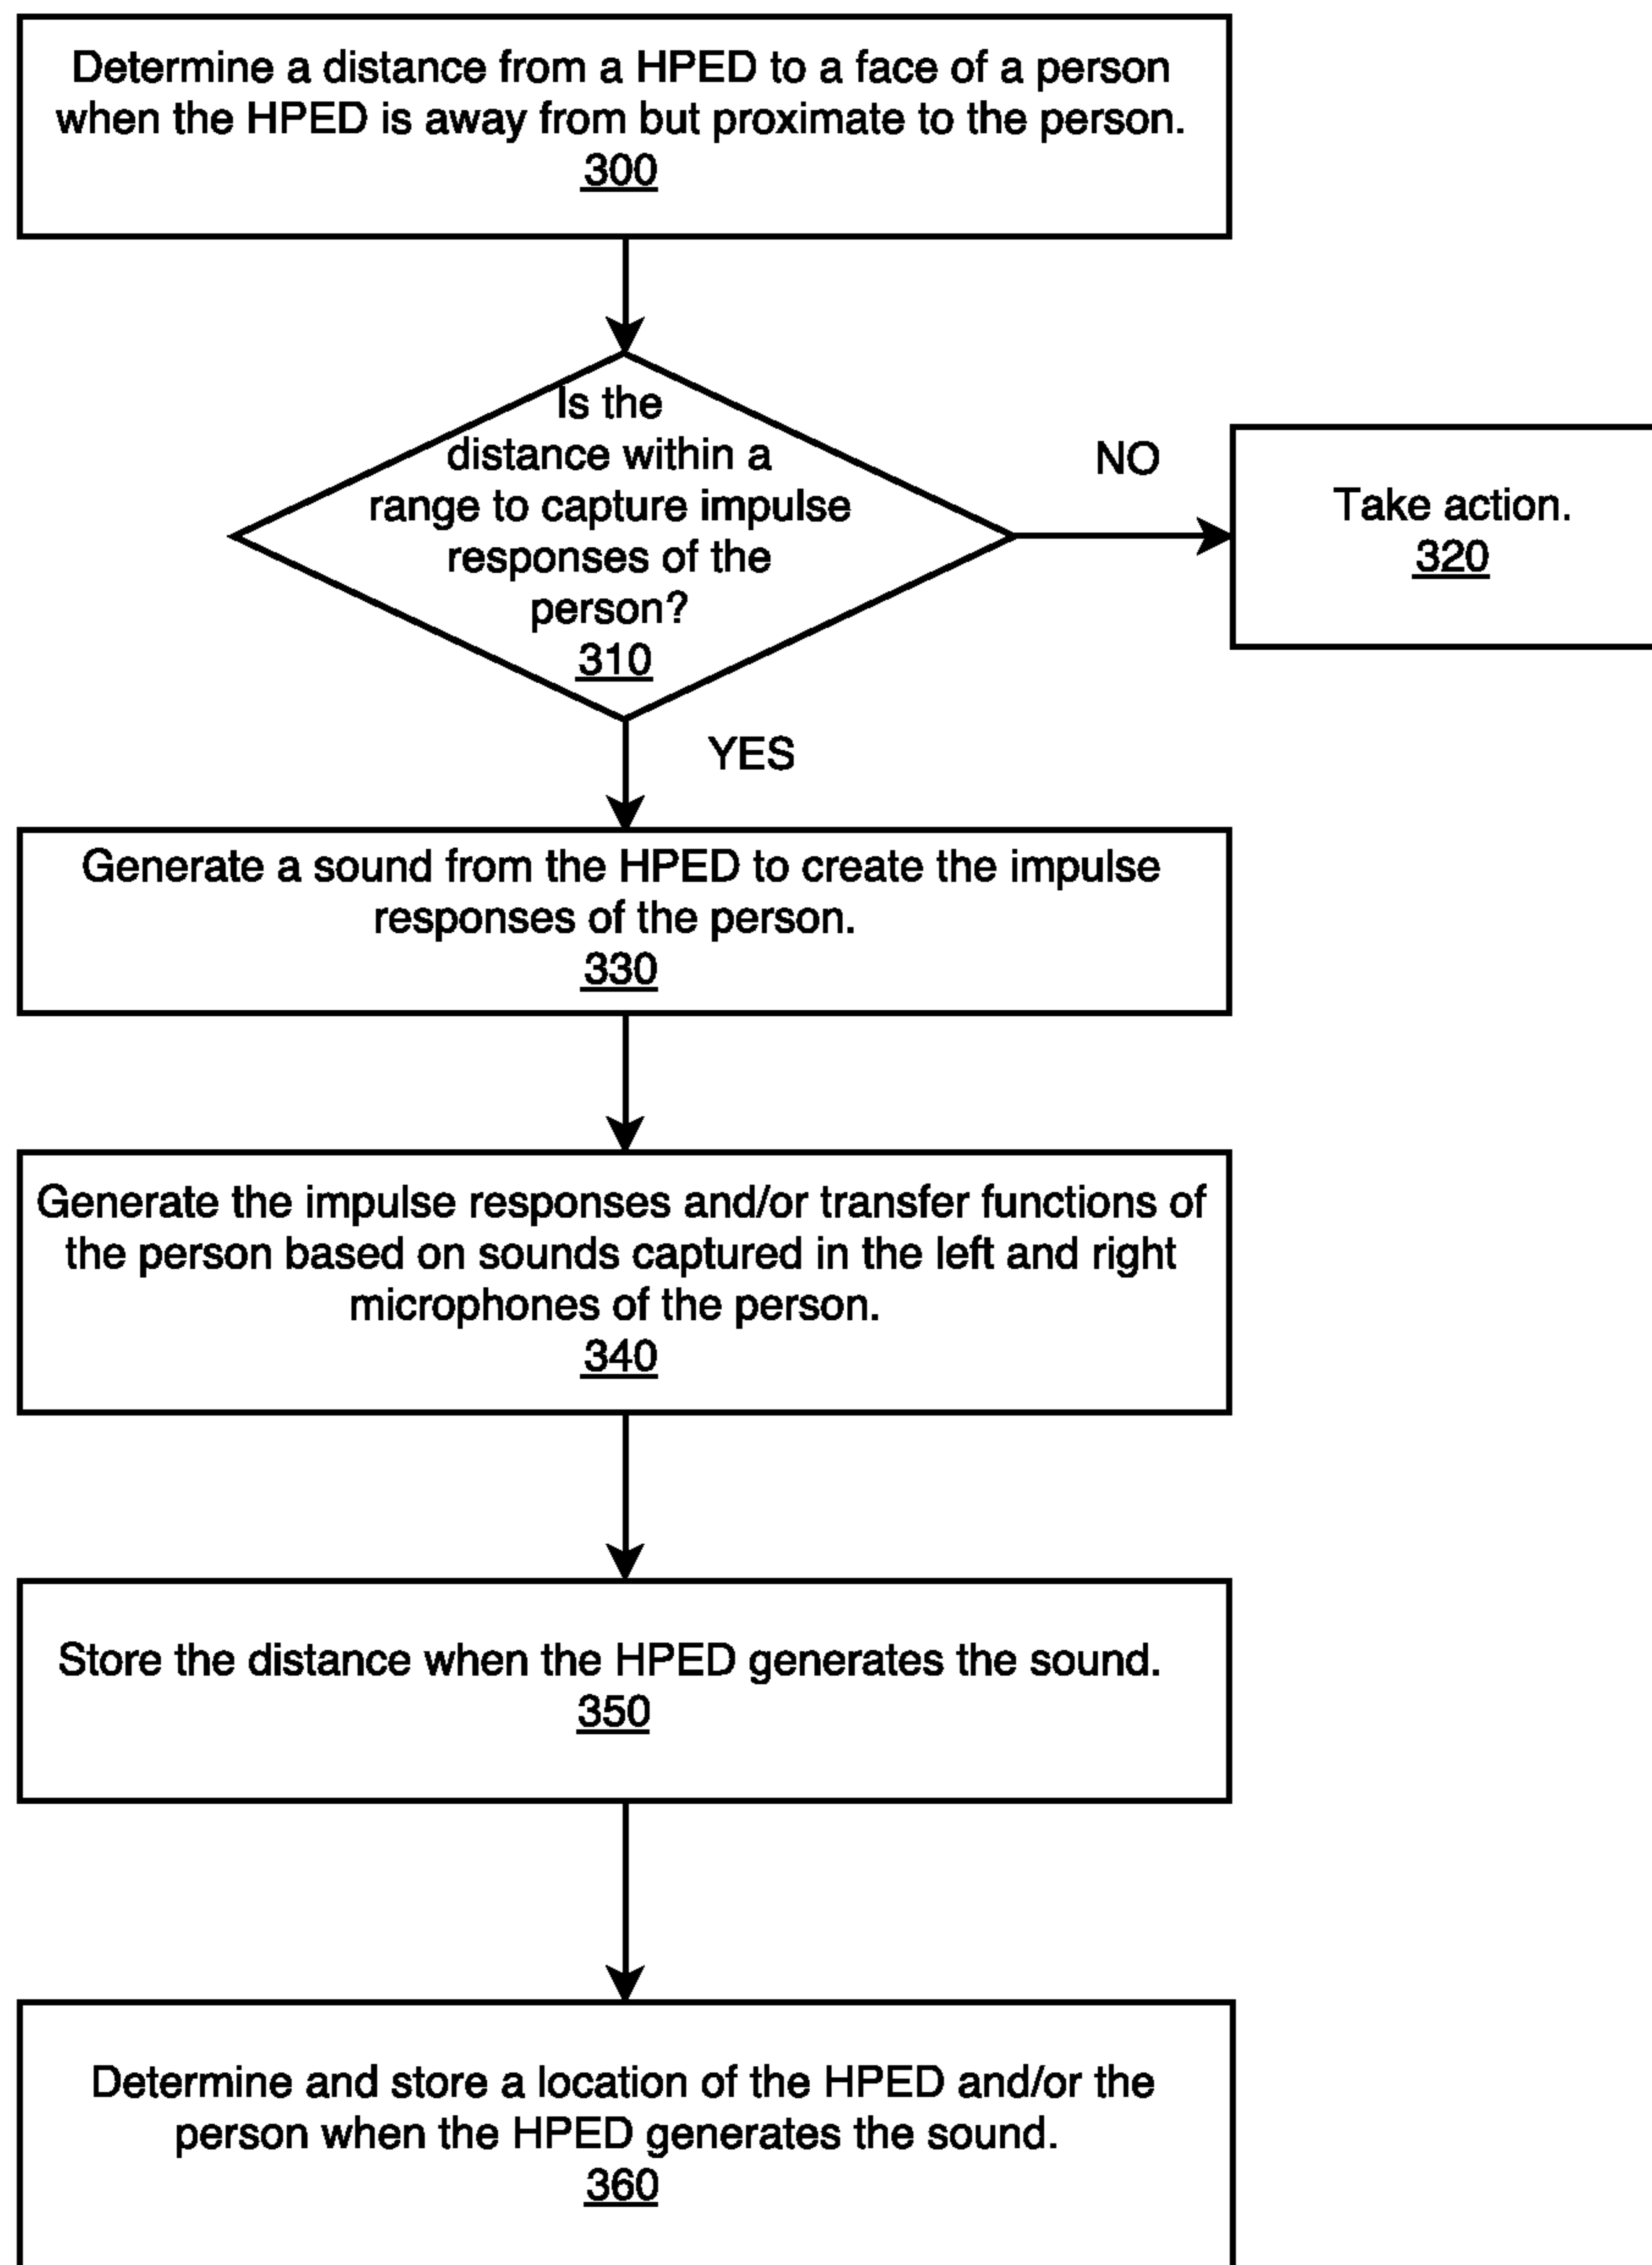 Determine a distance from a HPED to a face of a person
when the HPED is away from but proximate to the person.
300
Is the
distance within a
range to capture impulse
responses of the
person?
310
NO
Take action.
320
YES
Generate a sound from the HPED to create the impulse
responses of the person.
330
Generate the impulse responses and/or transfer functions of
the person based on sounds captured in the left and right
microphones of the person.
340
Store the distance when the HPED generates the sound.
350
Determine and store a location of the HPED and/or the
person when the HPED generates the sound.
360